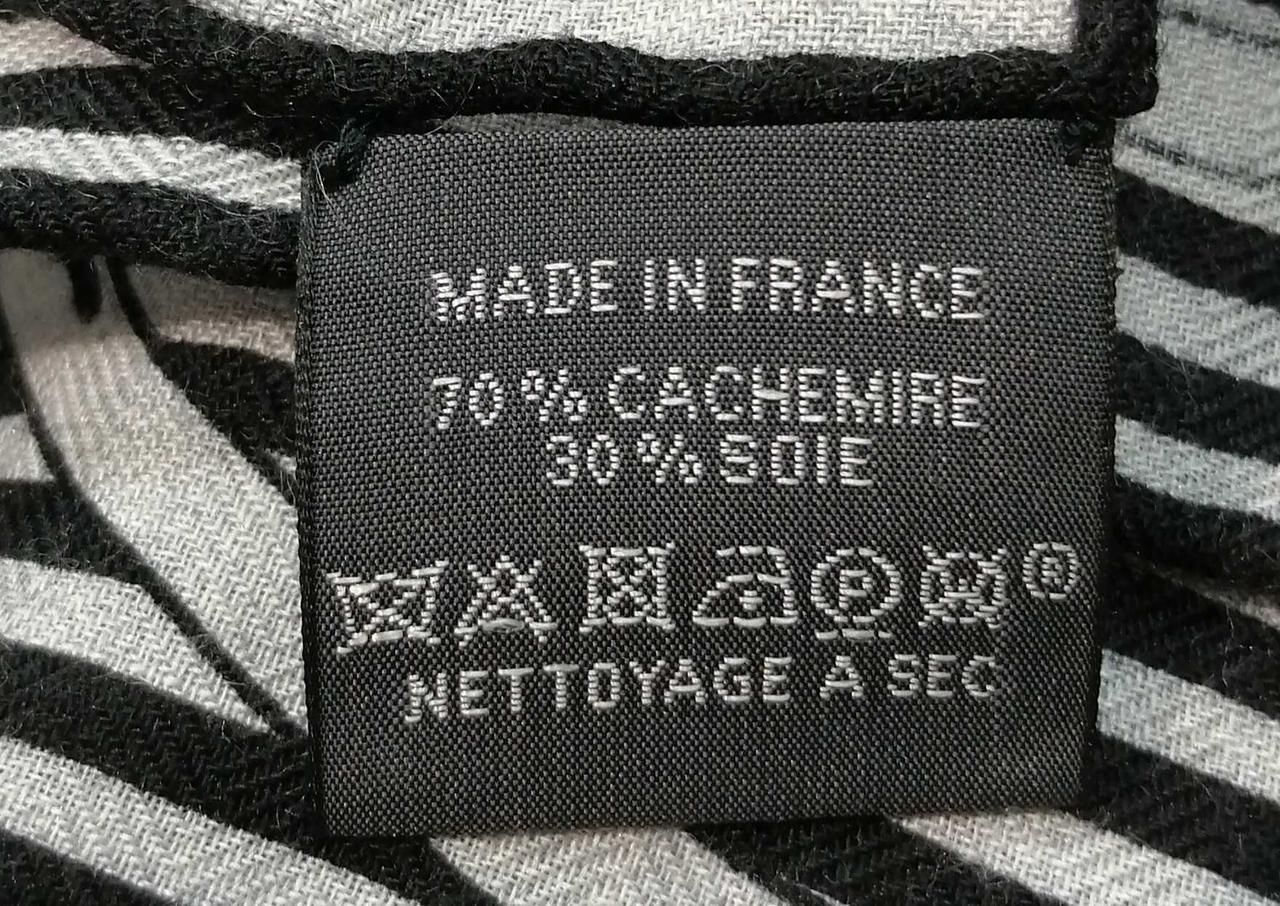 MADE IN FRANCE
70 % CACHEMIRE
30 % SOIE
P W ®
NETTOYAGE A SEC